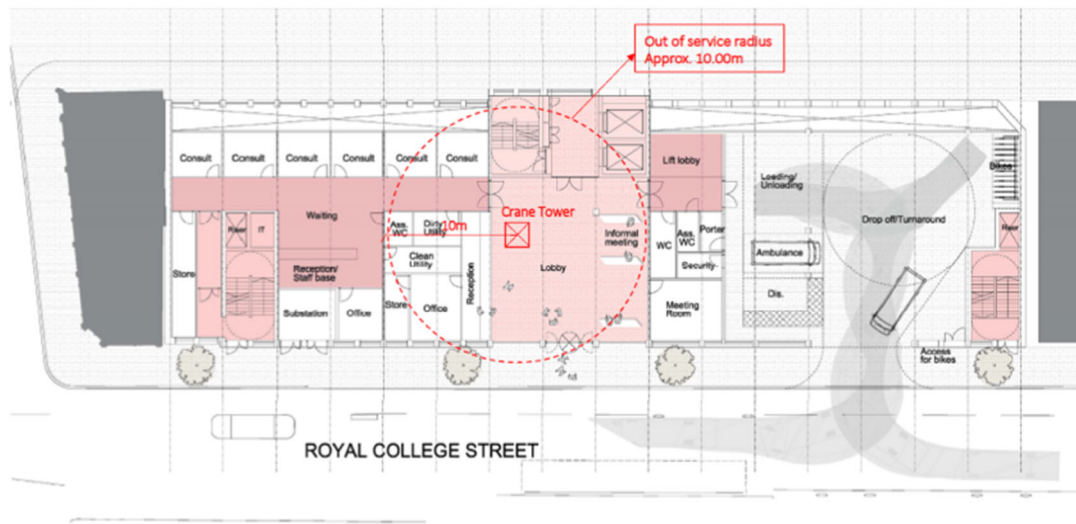 Out of service radius
Approx. 10.00m
Consult
Consult
Consult
Consult
Consult
Consult
Lift lobby
Loading/
Unloading
Bikes
Waiting
Crane Tower
10m
Riser
IT
Ass.
WC
Dirty
Utility
Informal
meeting
WC
Ass.
WC
Porter
Drop off/Turnaround
Riser
Store
Reception/
Staff base
Clean
Utility
Reception
Lobby
Security
Ambulance
Substation
Office
Store
Office
Meeting
Room
Dis.
Access
for bikes
ROYAL COLLEGE STREET